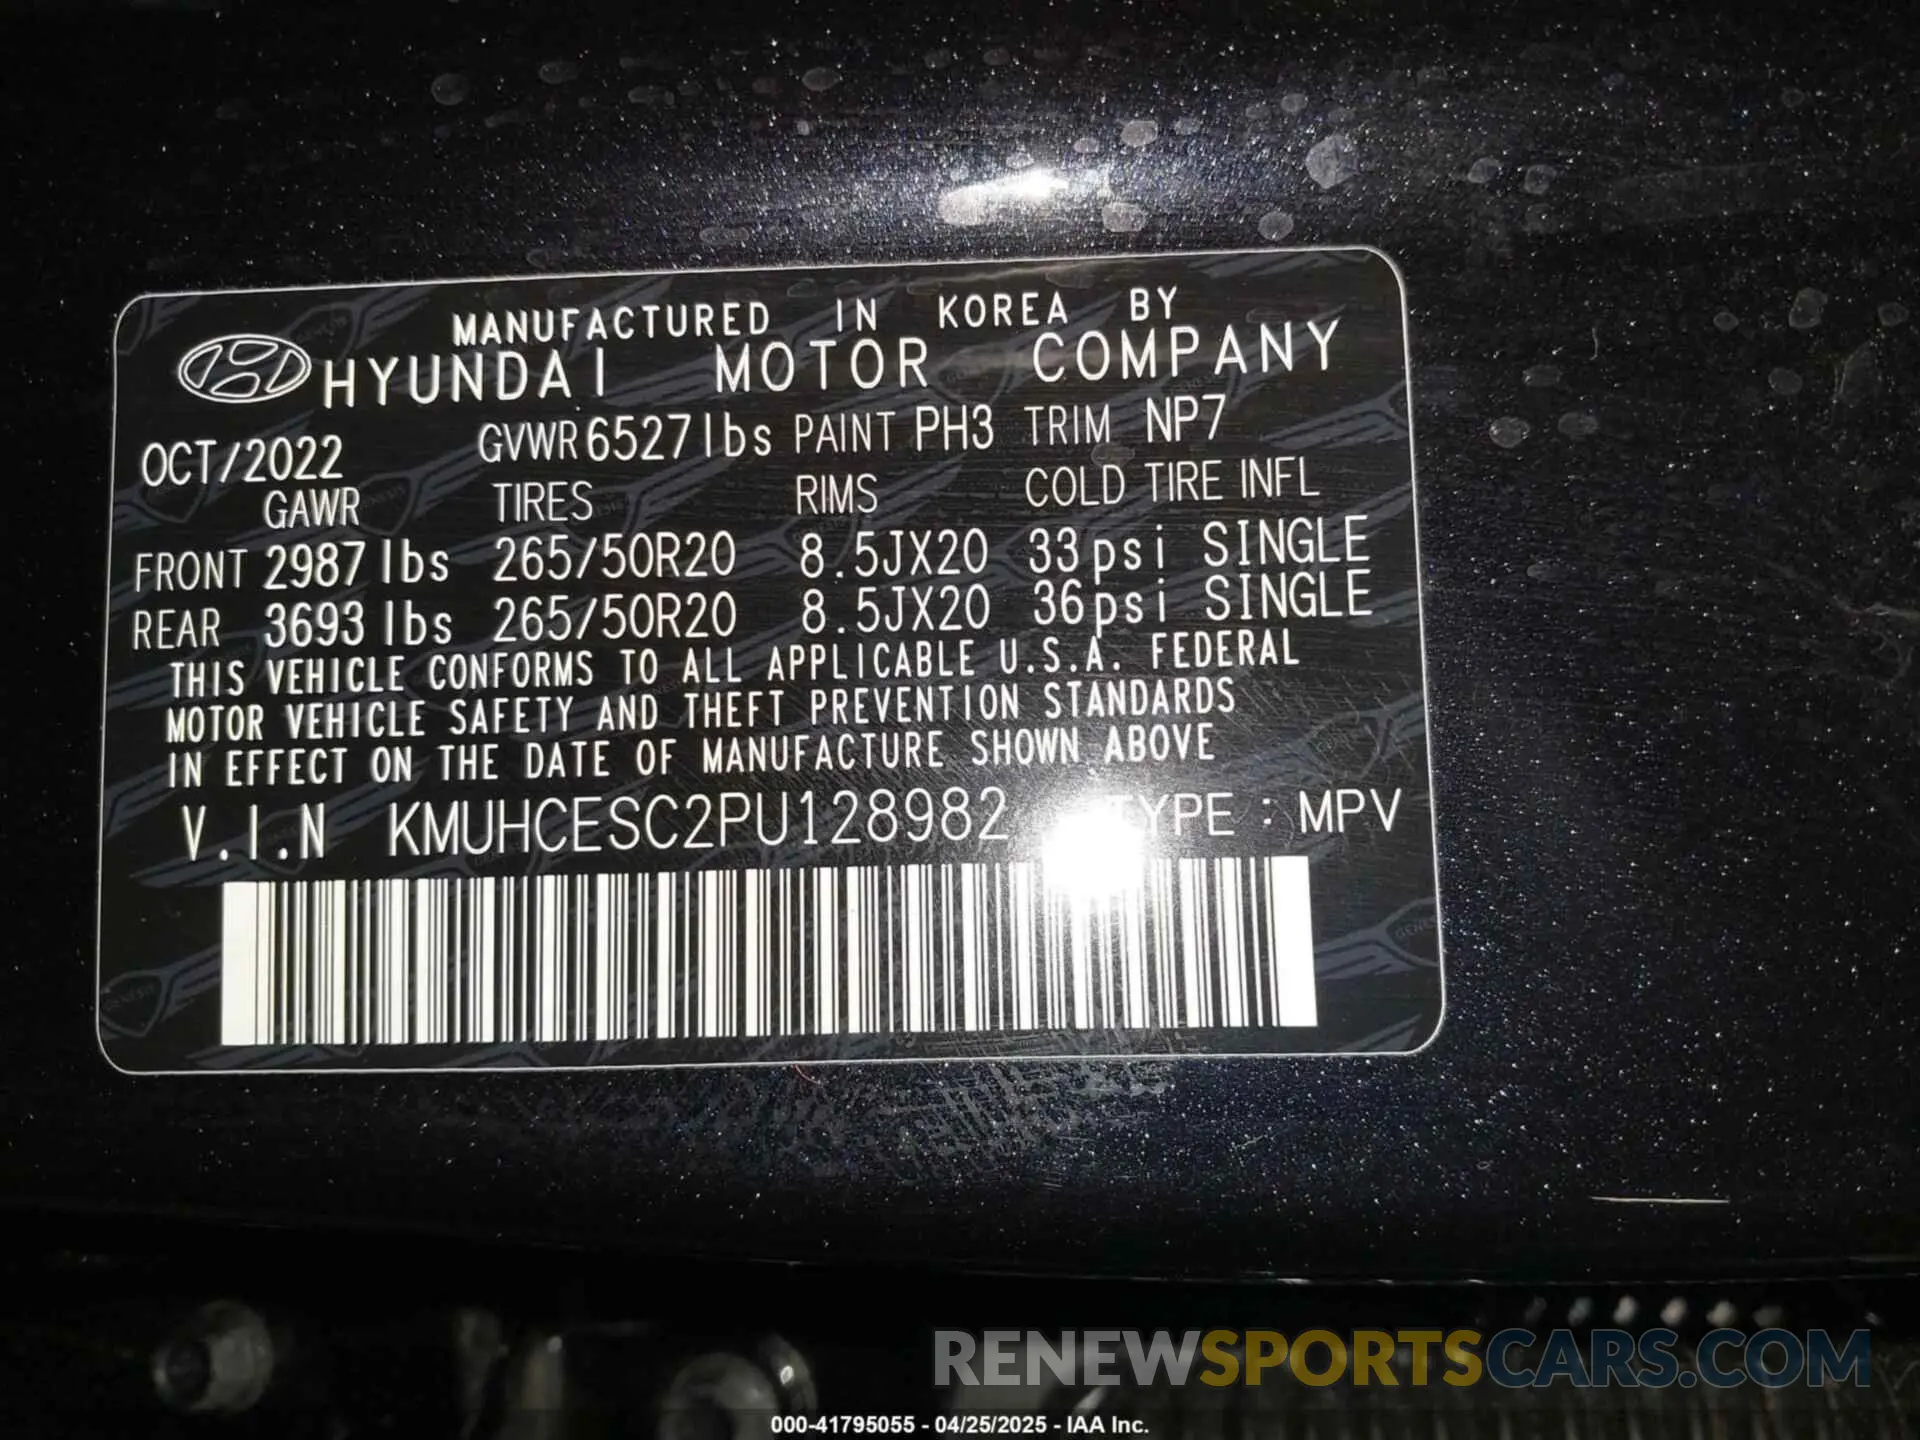 MANUFACTURED IN KOREA BY
HYUNDAI MOTOR COMPANY
OCT/2022 GVWR 6527 lbs PAINT PH3 TRIM NP7
GAWR TIRES RIMS COLD TIRE INFL
FRONT 2987 lbs 265/50R20 8.5JX20 33psi SINGLE
REAR 3693 lbs 265/50R20 8.5JX20 36psi SINGLE
THIS VEHICLE CONFORMS TO ALL APPLICABLE U.S.A. FEDERAL
MOTOR VEHICLE SAFETY AND THEFT PREVENTION STANDARDS
IN EFFECT ON THE DATE OF MANUFACTURE SHOWN ABOVE
V.I.N KMUHCESC2PU128982 TYPE : MPV
RENEWSPORTSCARS.COM
000-41795055 - 04/25/2025 - IAA Inc.